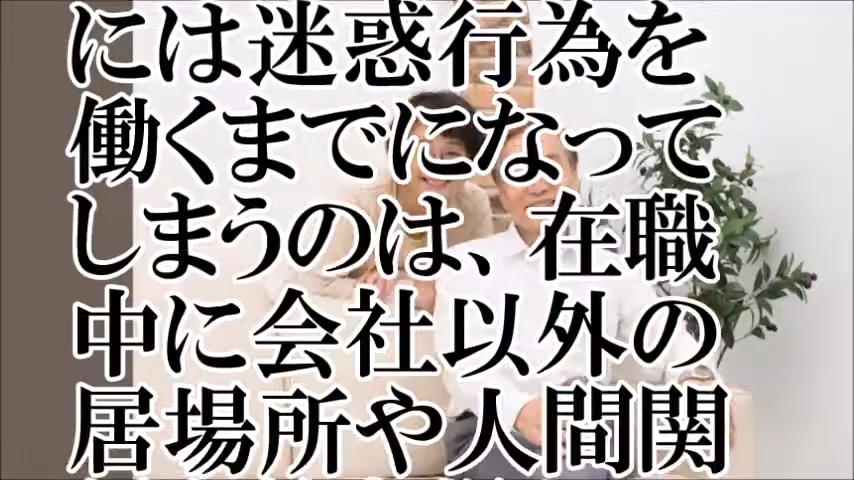 には迷惑行為を
働くまでになって
しまうのは、在職
中に会社以外の
居場所や人間関